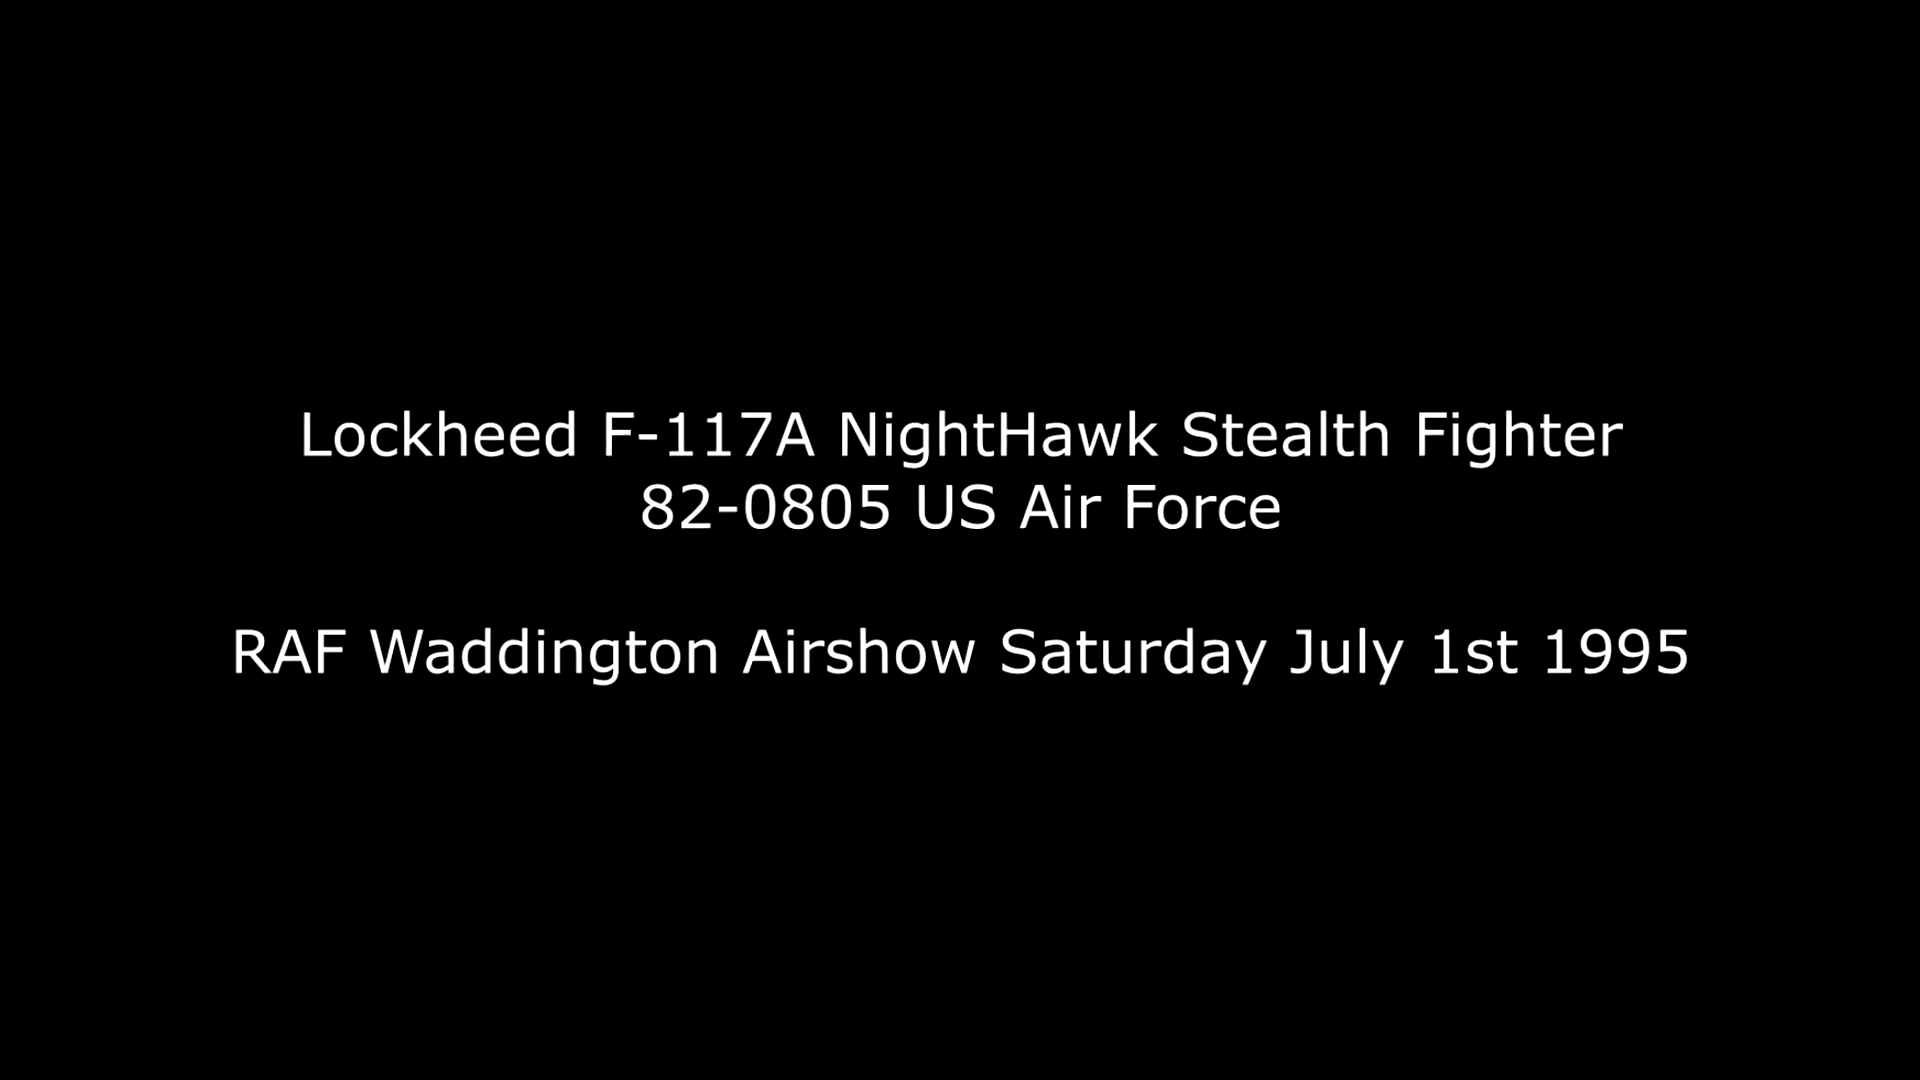 Lockheed F-117A NightHawk Stealth Fighter
82-0805 US Air Force
RAF Waddington Airshow Saturday July 1st 1995